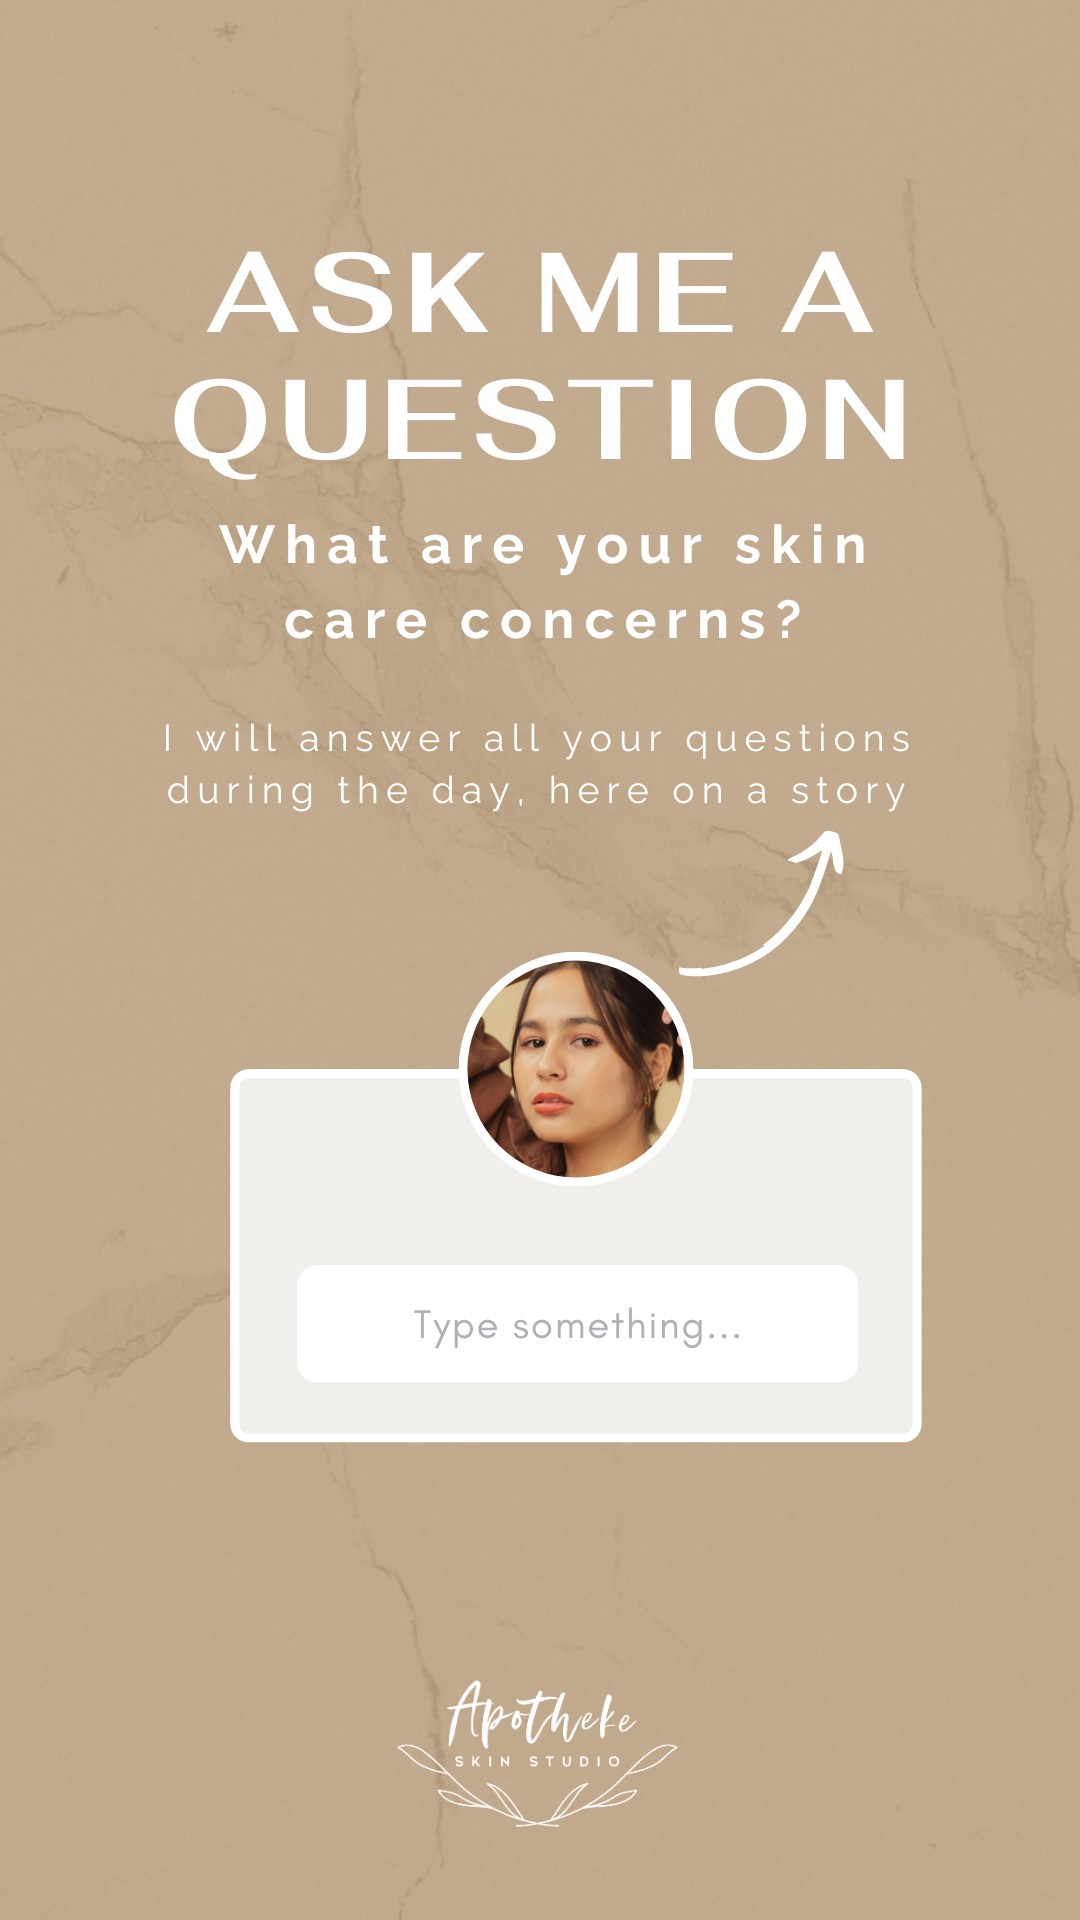 ASK ME A
QUESTION
What are your skin
care concerns?
I will answer all your questions
during the day, here on a story
Type something...
Apotheke
SKIN STUDIO